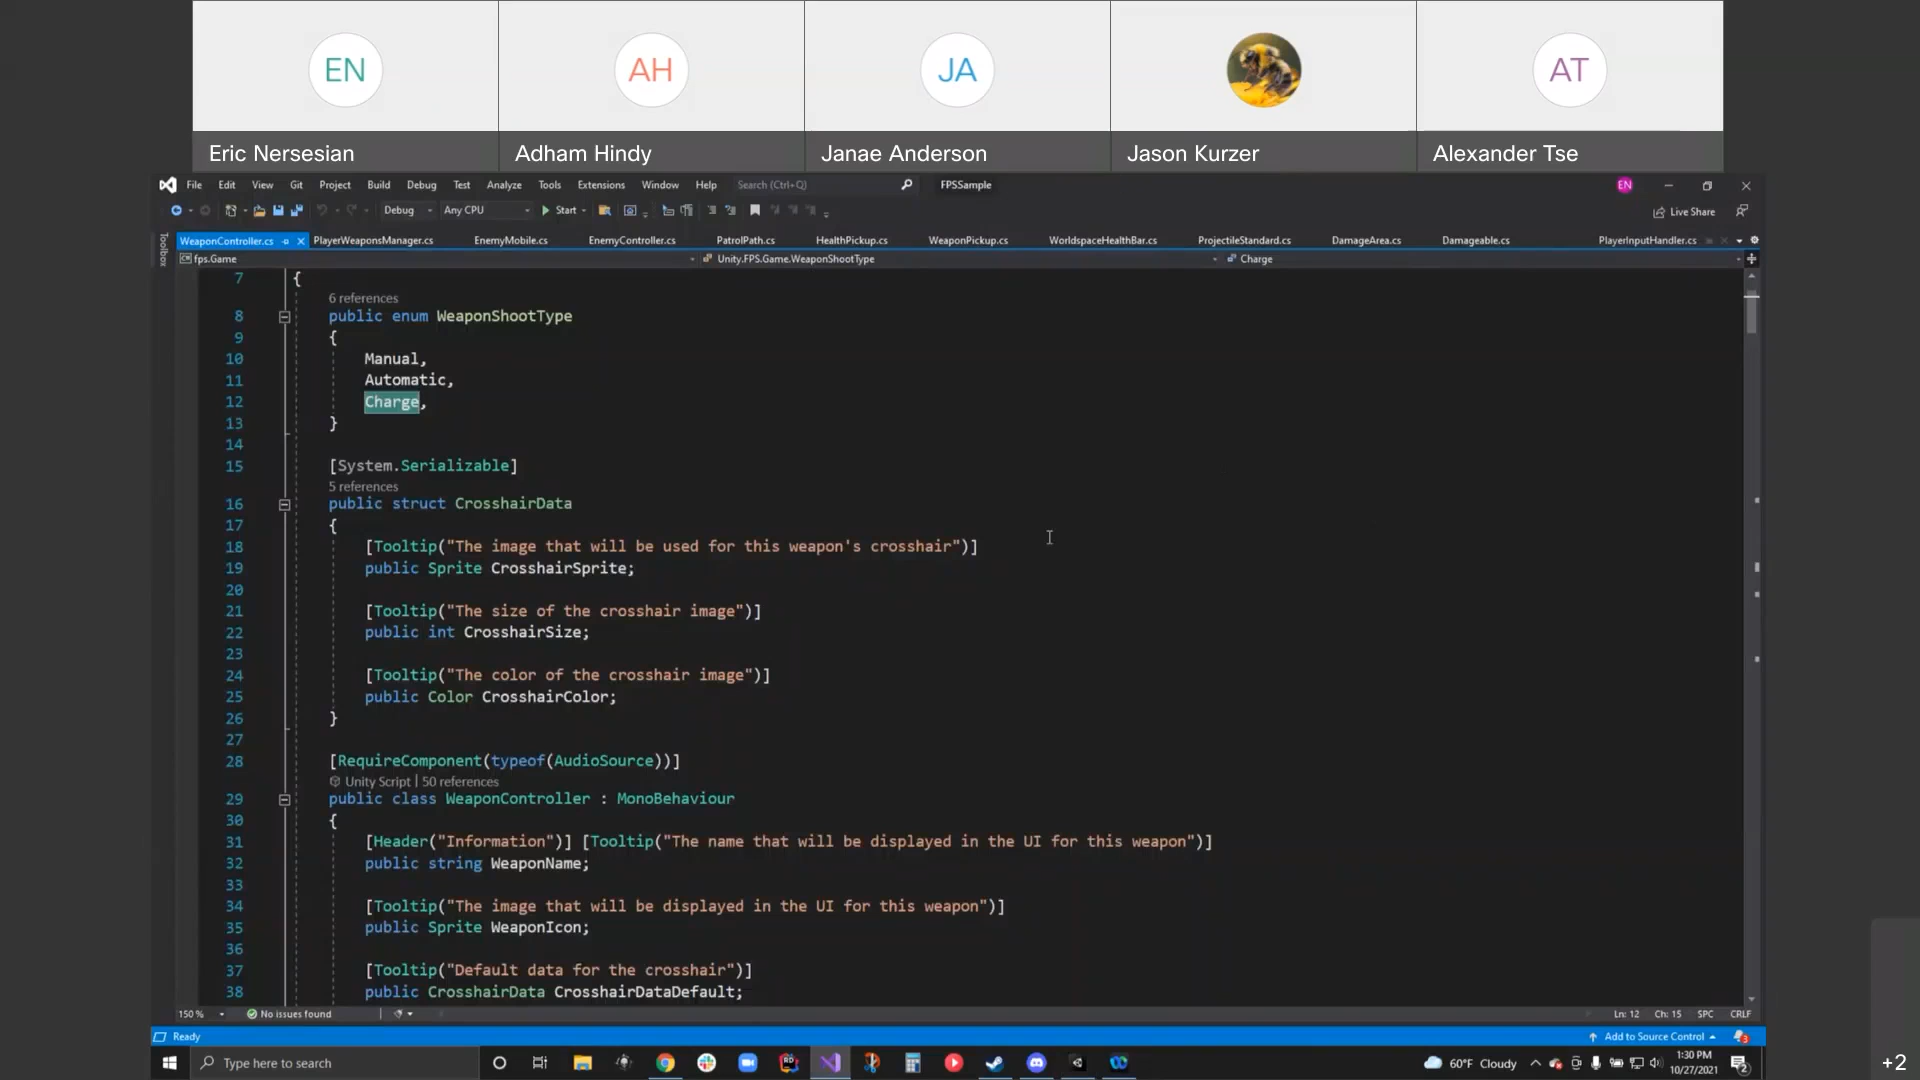 EN
AH
JA
AT
Eric Nersesian
Adham Hindy
Janae Anderson
Jason Kurzer
Alexander Tse
File Edit View Git Project Build Debug Test Analyze Tools Extensions Window Help Search (Ctrl+Q) FPSSample EN
Debug Any CPU Start Live Share
Toolbox
WeaponController.cs PlayerWeaponsManager.cs EnemyMobile.cs EnemyController.cs PatrolPath.cs HealthPickup.cs WeaponPickup.cs WorldspaceHealthBar.cs ProjectileStandard.cs DamageArea.cs Damageable.cs PlayerInputHandler.cs
fps.Game Unity.FPS.Game.WeaponShootType Charge
7 {
6 references
8 public enum WeaponShootType
9 {
10 Manual,
11 Automatic,
12 Charge,
13 }
14
15 [System.Serializable]
5 references
16 public struct CrosshairData
17 {
18 [Tooltip("The image that will be used for this weapon's crosshair")]
19 public Sprite CrosshairSprite;
20
21 [Tooltip("The size of the crosshair image")]
22 public int CrosshairSize;
23
24 [Tooltip("The color of the crosshair image")]
25 public Color CrosshairColor;
26 }
27
28 [RequireComponent(typeof(AudioSource))]
Unity Script | 50 references
29 public class WeaponController : MonoBehaviour
30 {
31 [Header("Information")] [Tooltip("The name that will be displayed in the UI for this weapon")]
32 public string WeaponName;
33
34 [Tooltip("The image that will be displayed in the UI for this weapon")]
35 public Sprite WeaponIcon;
36
37 [Tooltip("Default data for the crosshair")]
38 public CrosshairData CrosshairDataDefault;
150 % No issues found Ln: 12 Ch: 15 SPC CRLF
Ready Add to Source Control
Type here to search 60°F Cloudy 1:30 PM
10/27/2021
+2